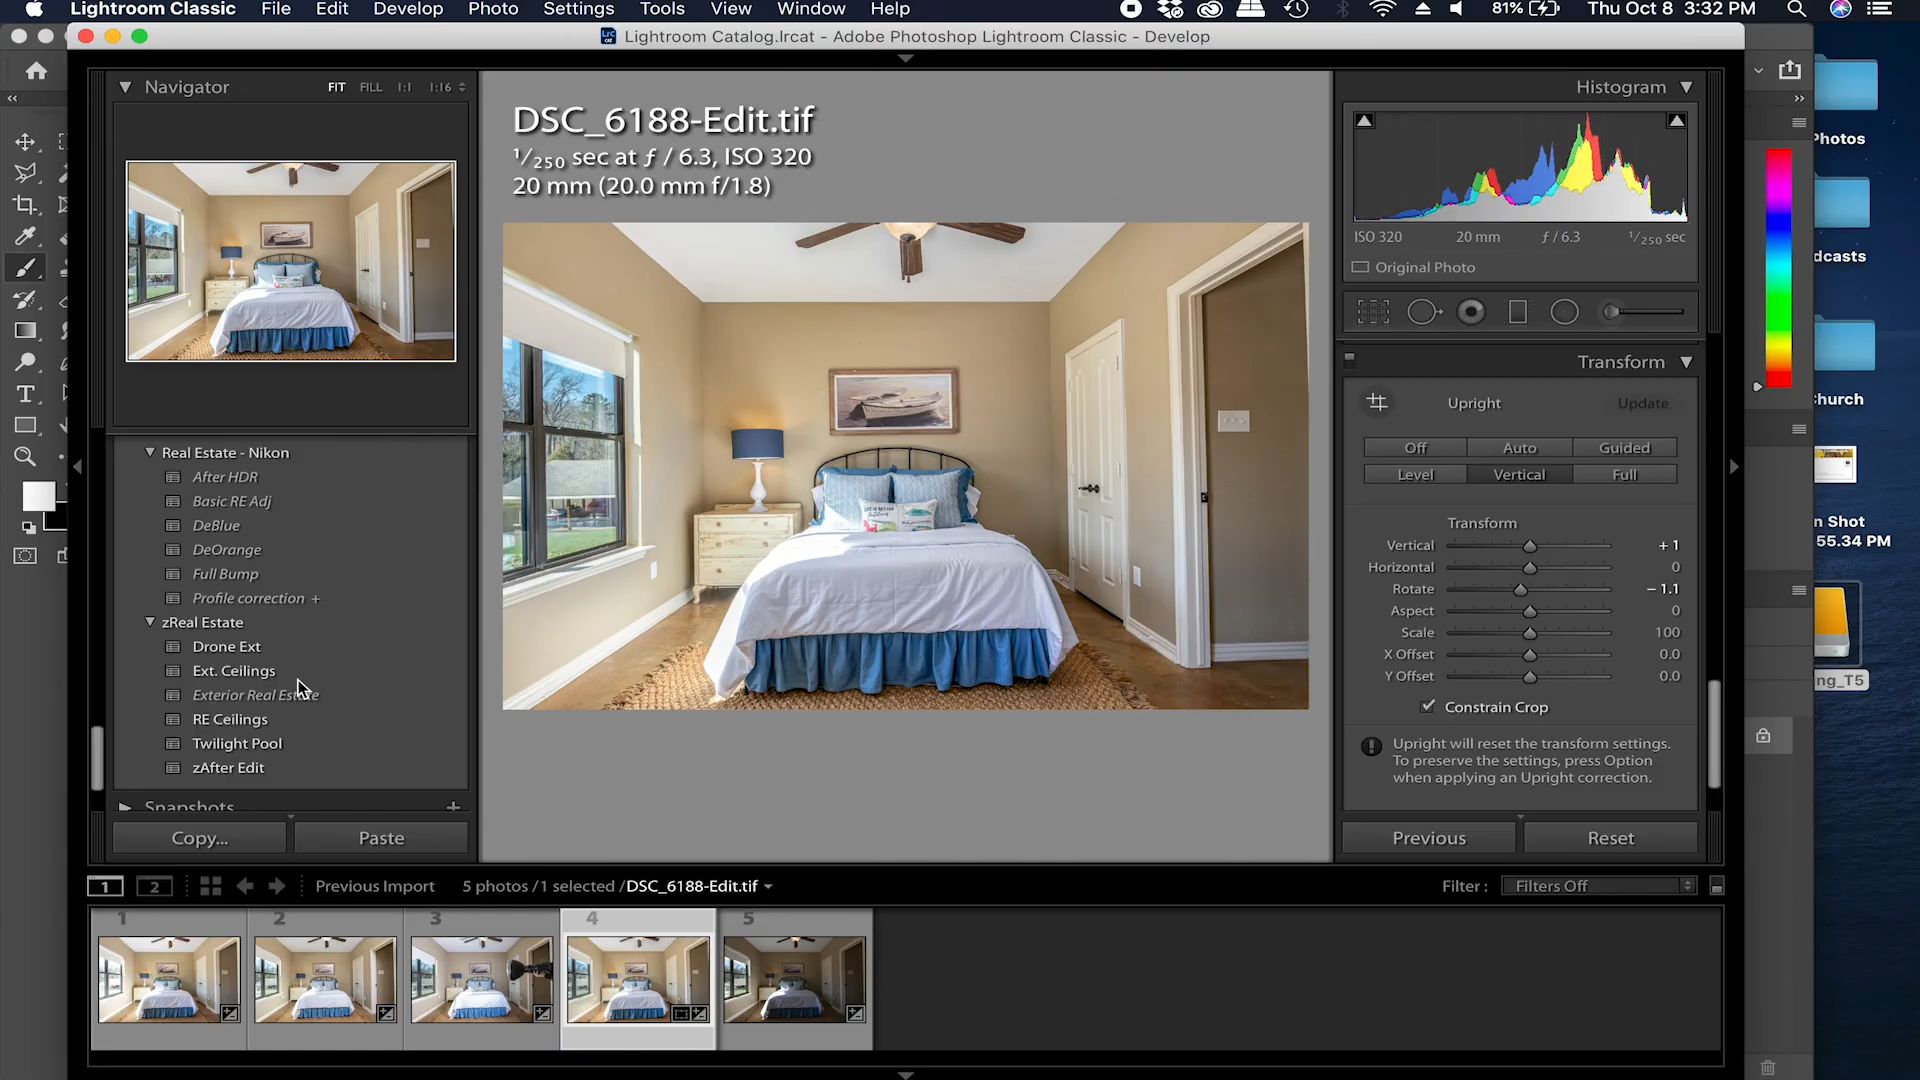 Lightroom Classic File Edit Develop Photo Settings Tools View Window Help 81% Thu Oct 8 3:32 PM
Lightroom Catalog.lrcat - Adobe Photoshop Lightroom Classic - Develop
Navigator FIT FILL 1:1 1:16
DSC_6188-Edit.tif
1/250 sec at f / 6.3, ISO 320
20 mm (20.0 mm f/1.8)
Real Estate - Nikon
After HDR
Basic RE Adj
DeBlue
DeOrange
Full Bump
Profile correction +
zReal Estate
Drone Ext
Ext. Ceilings
Exterior Real Estate
RE Ceilings
Twilight Pool
zAfter Edit
Snapshots +
Copy... Paste
Histogram
ISO 320 20 mm f / 6.3 1/250 sec
Original Photo
Transform
Upright Update
Off Auto Guided
Level Vertical Full
Transform
Vertical + 1
Horizontal 0
Rotate - 1.1
Aspect 0
Scale 100
X Offset 0.0
Y Offset 0.0
Constrain Crop
Upright will reset the transform settings.
To preserve the settings, press Option
when applying an Upright correction.
Previous Reset
1 2 Previous Import 5 photos /1 selected /DSC_6188-Edit.tif Filter : Filters Off
1 2 3 4 5
Photos
dcasts
Church
n Shot
55.34 PM
ng_T5